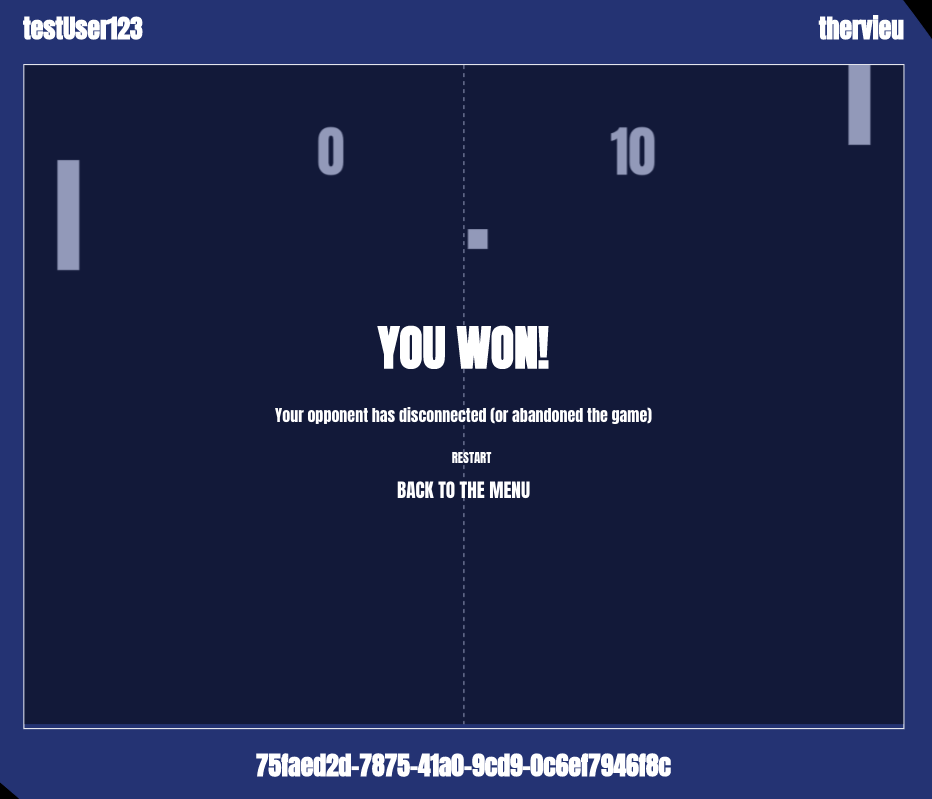 testUser123 thervieu
0 10
YOU WON!
Your opponent has disconnected (or abandoned the game)
RESTART
BACK TO THE MENU
75faed2d-7875-41a0-9cd9-0c6ef7946f8c